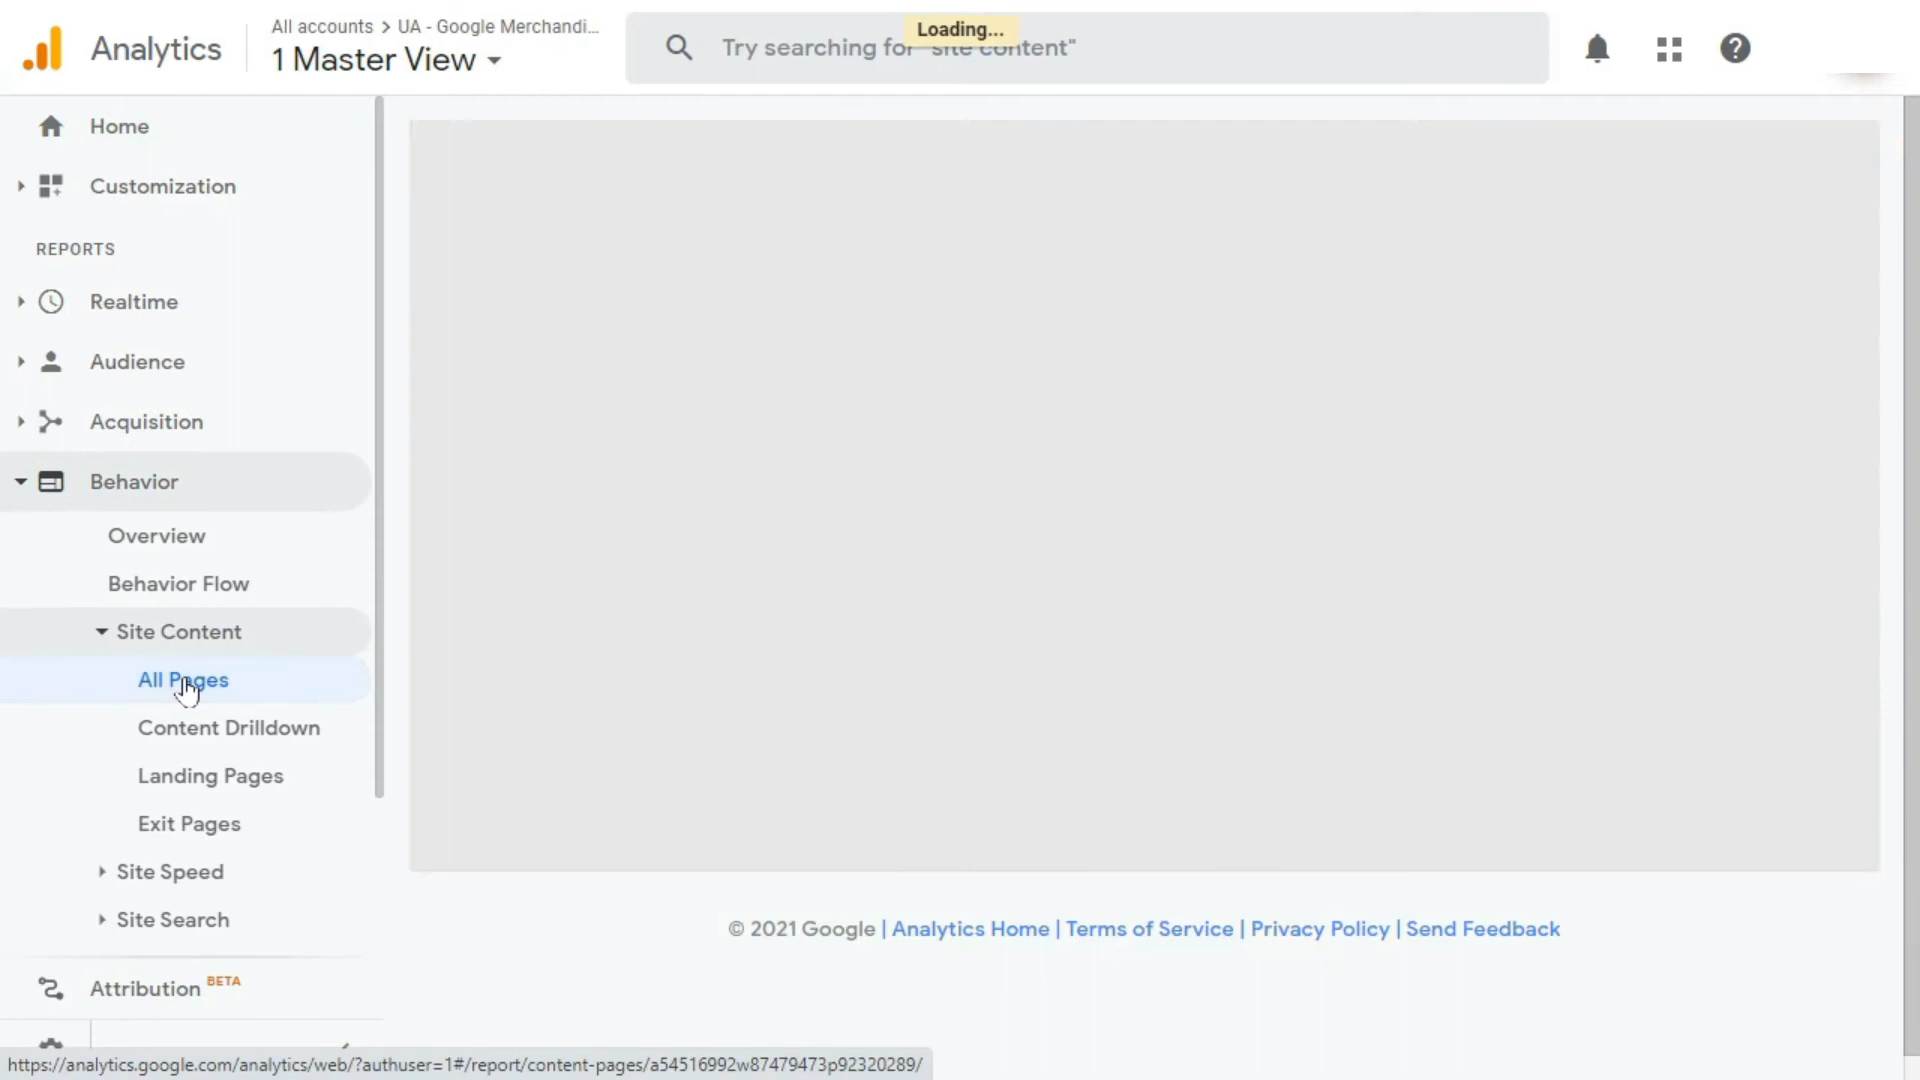 Analytics
All accounts > UA - Google Merchandi...
1 Master View
Try searching for "site content"
Loading...
Home
Customization
REPORTS
Realtime
Audience
Acquisition
Behavior
Overview
Behavior Flow
Site Content
All Pages
Content Drilldown
Landing Pages
Exit Pages
Site Speed
Site Search
Attribution BETA
© 2021 Google | Analytics Home | Terms of Service | Privacy Policy | Send Feedback
https://analytics.google.com/analytics/web/?authuser=1#/report/content-pages/a54516992w87479473p92320289/